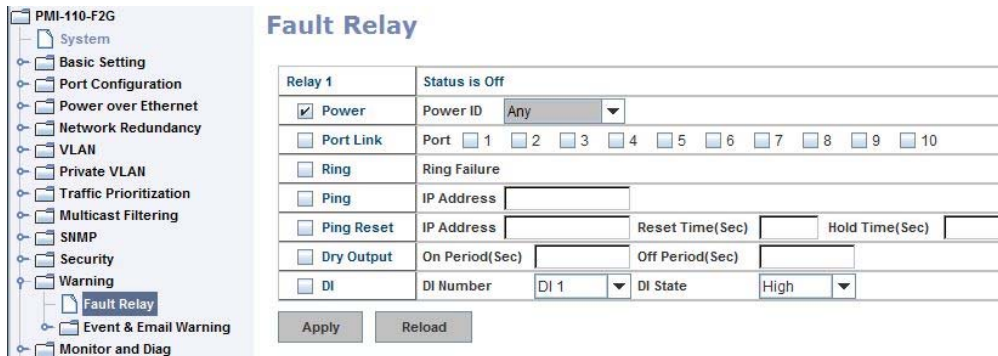 PMI-110-F2G
System
Basic Setting
Port Configuration
Power over Ethernet
Network Redundancy
VLAN
Private VLAN
Traffic Prioritization
Multicast Filtering
SNMP
Security
Warning
Fault Relay
Event & Email Warning
Monitor and Diag
Fault Relay
Relay 1 Status is Off
Power Power ID Any
Port Link Port 1 2 3 4 5 6 7 8 9 10
Ring Ring Failure
Ping IP Address
Ping Reset IP Address Reset Time(Sec) Hold Time(Sec)
Dry Output On Period(Sec) Off Period(Sec)
DI DI Number DI 1 DI State High
Apply Reload